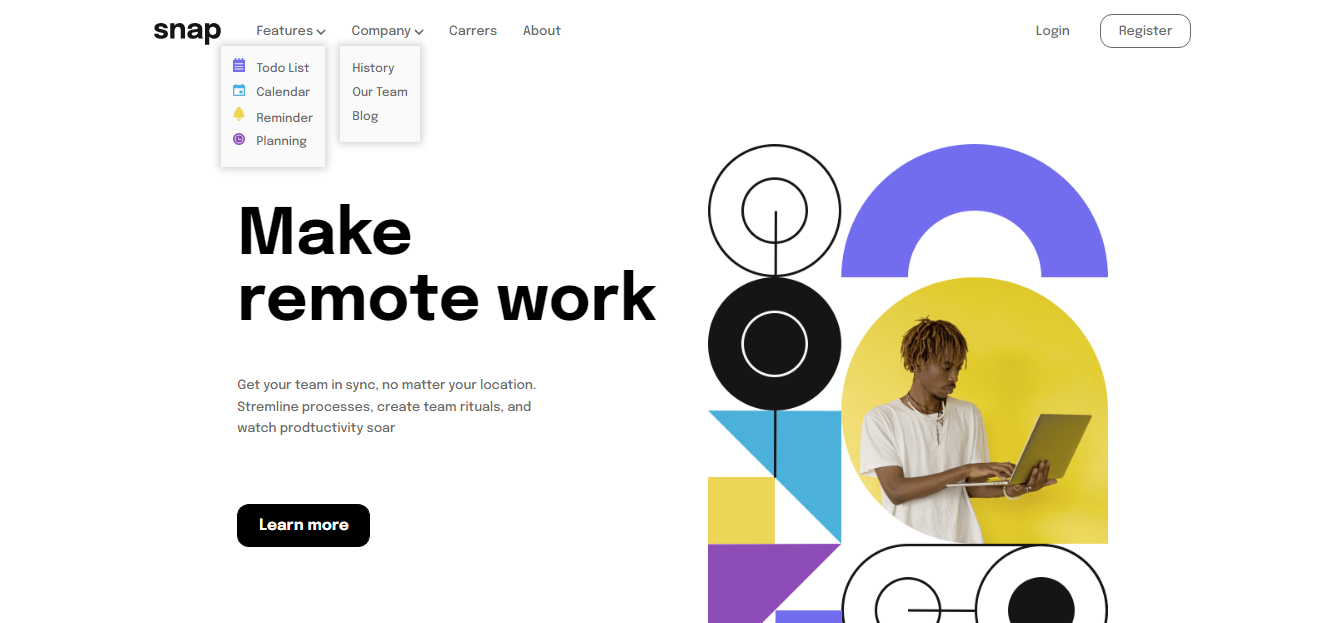 snap Features Company Carrers About Login Register
Todo List
Calendar
Reminder
Planning
History
Our Team
Blog
Make
remote work
Get your team in sync, no matter your location.
Stremline processes, create team rituals, and
watch prodtuctivity soar
Learn more